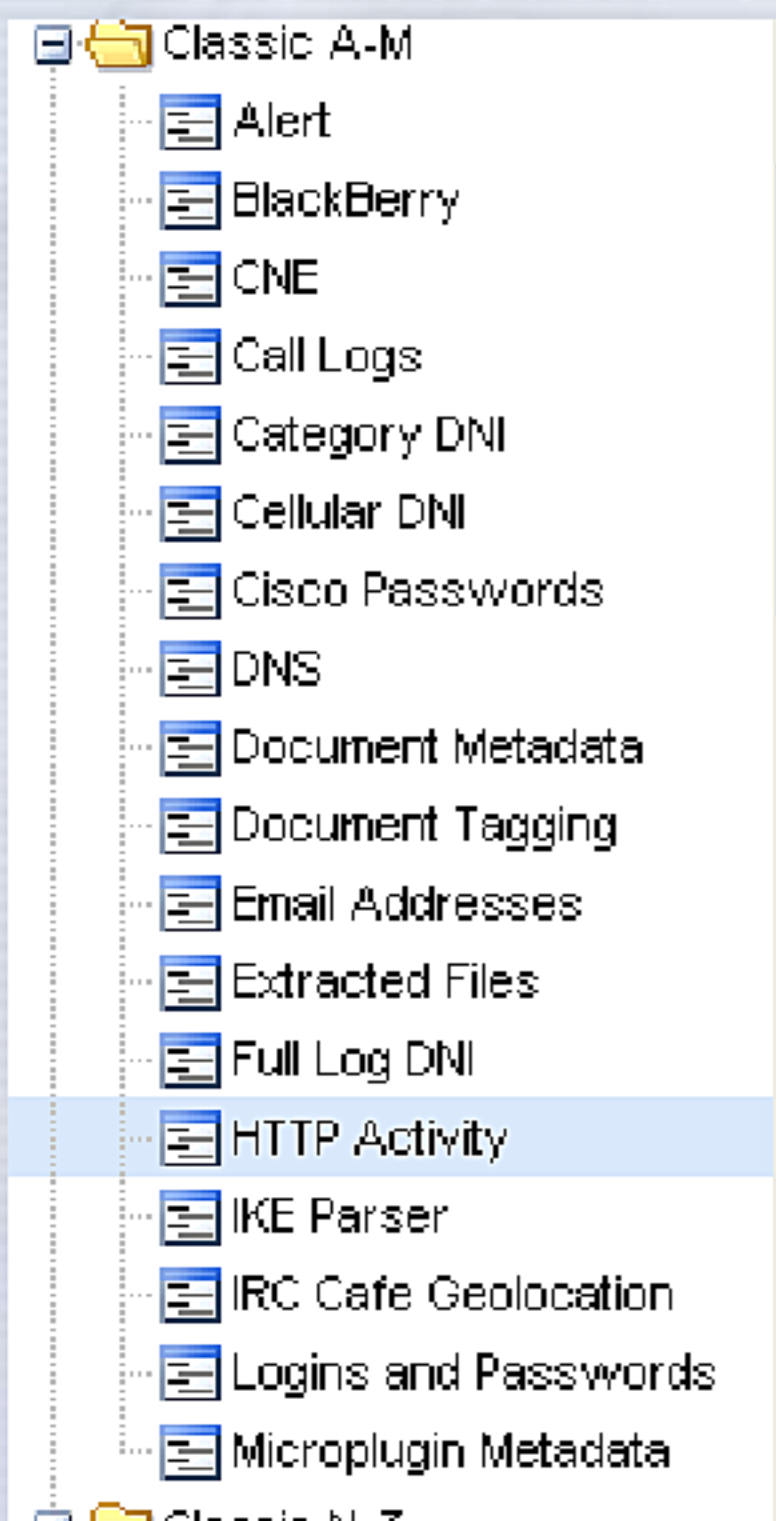 Classic A-M
Alert
BlackBerry
CNE
Call Logs
Category DNI
Cellular DNI
Cisco Passwords
DNS
Document Metadata
Document Tagging
Email Addresses
Extracted Files
Full Log DNI
HTTP Activity
IKE Parser
IRC Cafe Geolocation
Logins and Passwords
Microplugin Metadata
Classic N-Z